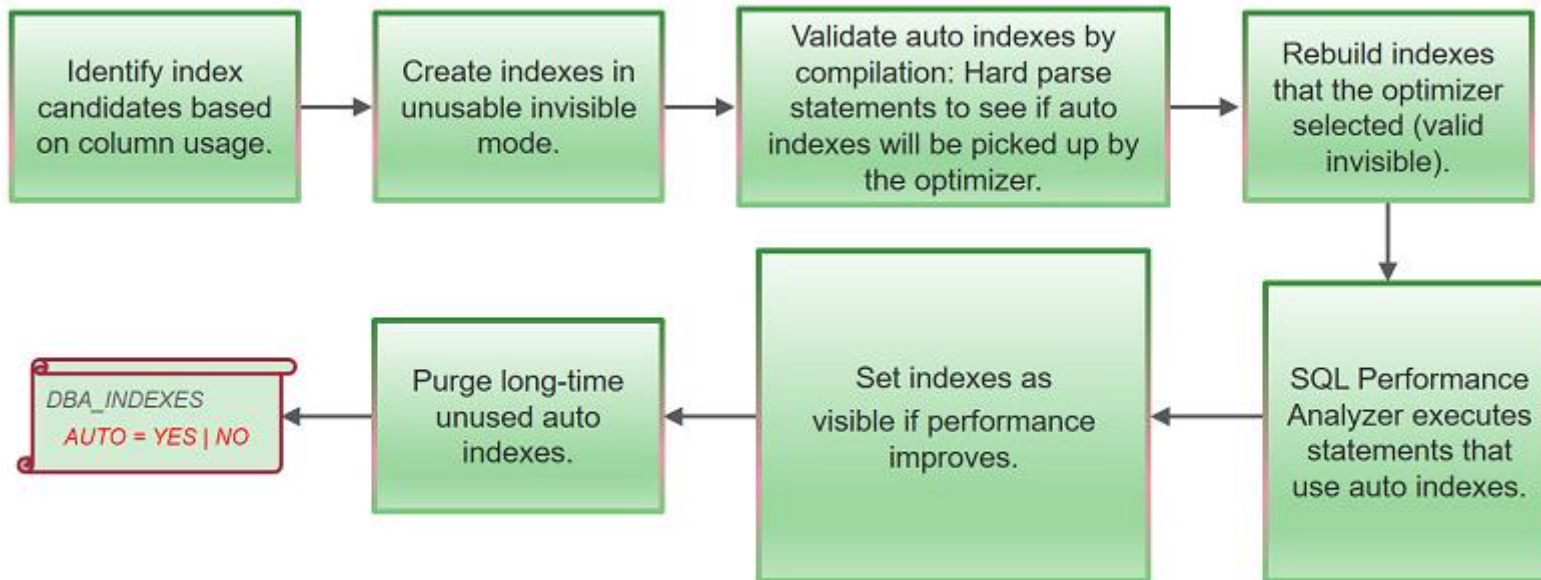 Identify index
candidates based
on column usage.
Create indexes in
unusable invisible
mode.
Validate auto indexes by
compilation: Hard parse
statements to see if auto
indexes will be picked up by
the optimizer.
Rebuild indexes
that the optimizer
selected (valid
invisible).
SQL Performance
Analyzer executes
statements that
use auto indexes.
Set indexes as
visible if performance
improves.
Purge long-time
unused auto
indexes.
DBA_INDEXES
AUTO = YES | NO